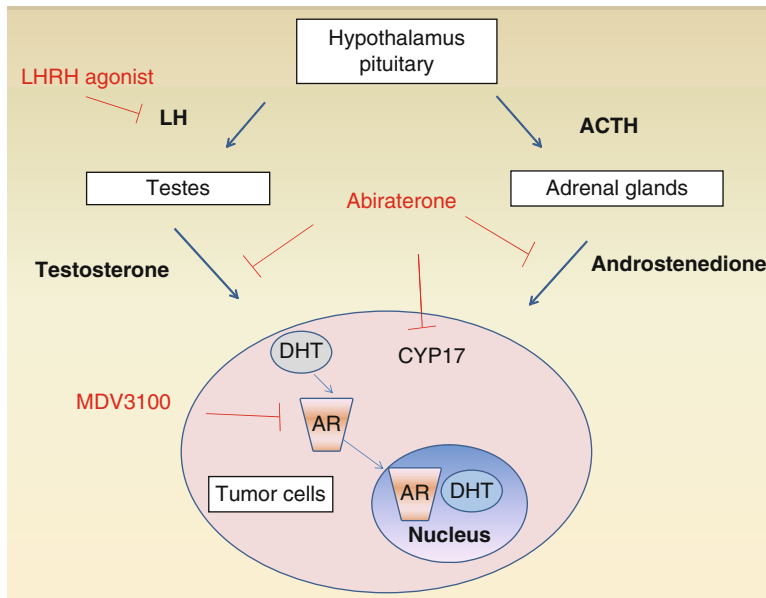 Hypothalamus
pituitary
LHRH agonist
LH
ACTH
Testes
Adrenal glands
Abiraterone
Testosterone
Androstenedione
DHT
CYP17
MDV3100
AR
Tumor cells
AR
DHT
Nucleus